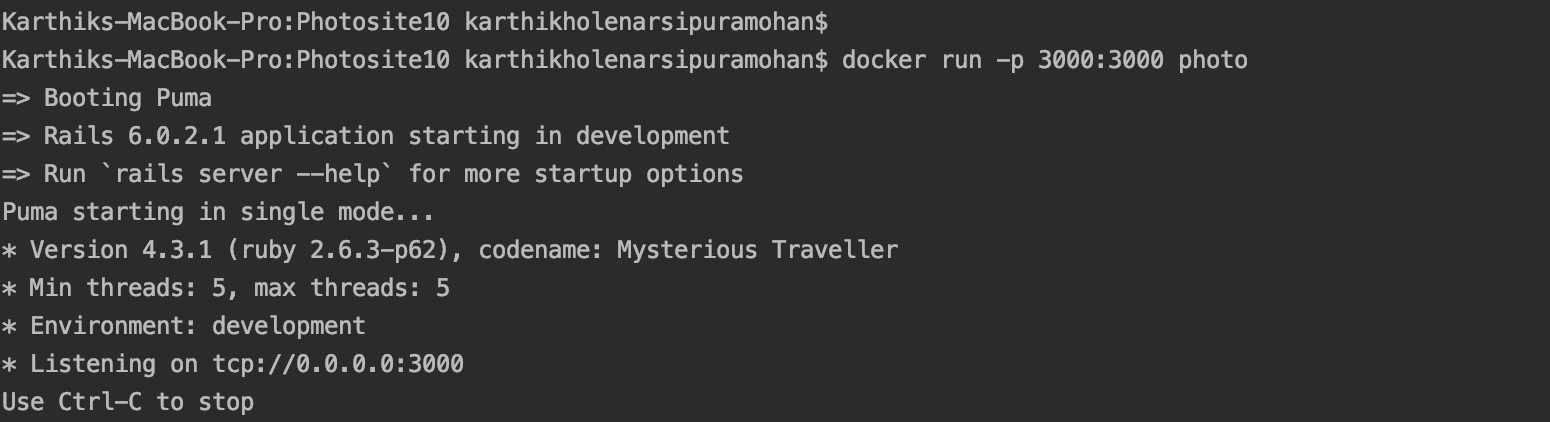 Karthiks-MacBook-Pro:Photosite10 karthikholenarsipuramohan$
Karthiks-MacBook-Pro:Photosite10 karthikholenarsipuramohan$ docker run -p 3000:3000 photo
=> Booting Puma
=> Rails 6.0.2.1 application starting in development
=> Run `rails server --help` for more startup options
Puma starting in single mode...
* Version 4.3.1 (ruby 2.6.3-p62), codename: Mysterious Traveller
* Min threads: 5, max threads: 5
* Environment: development
* Listening on tcp://0.0.0.0:3000
Use Ctrl-C to stop